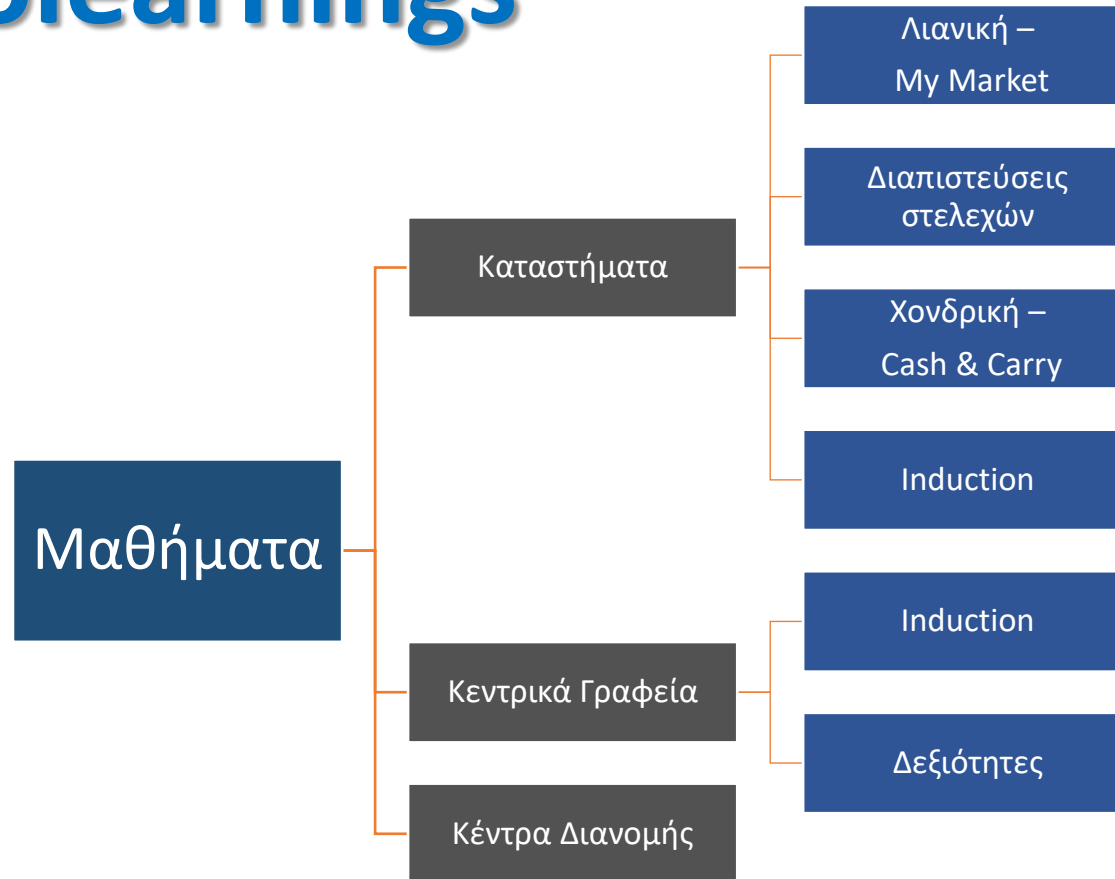 Λιανική –
My Market
Διαπιστεύσεις
στελεχών
Καταστήματα
Χονδρική –
Cash & Carry
Induction
Μαθήματα
Induction
Κεντρικά Γραφεία
Δεξιότητες
Κέντρα Διανομής